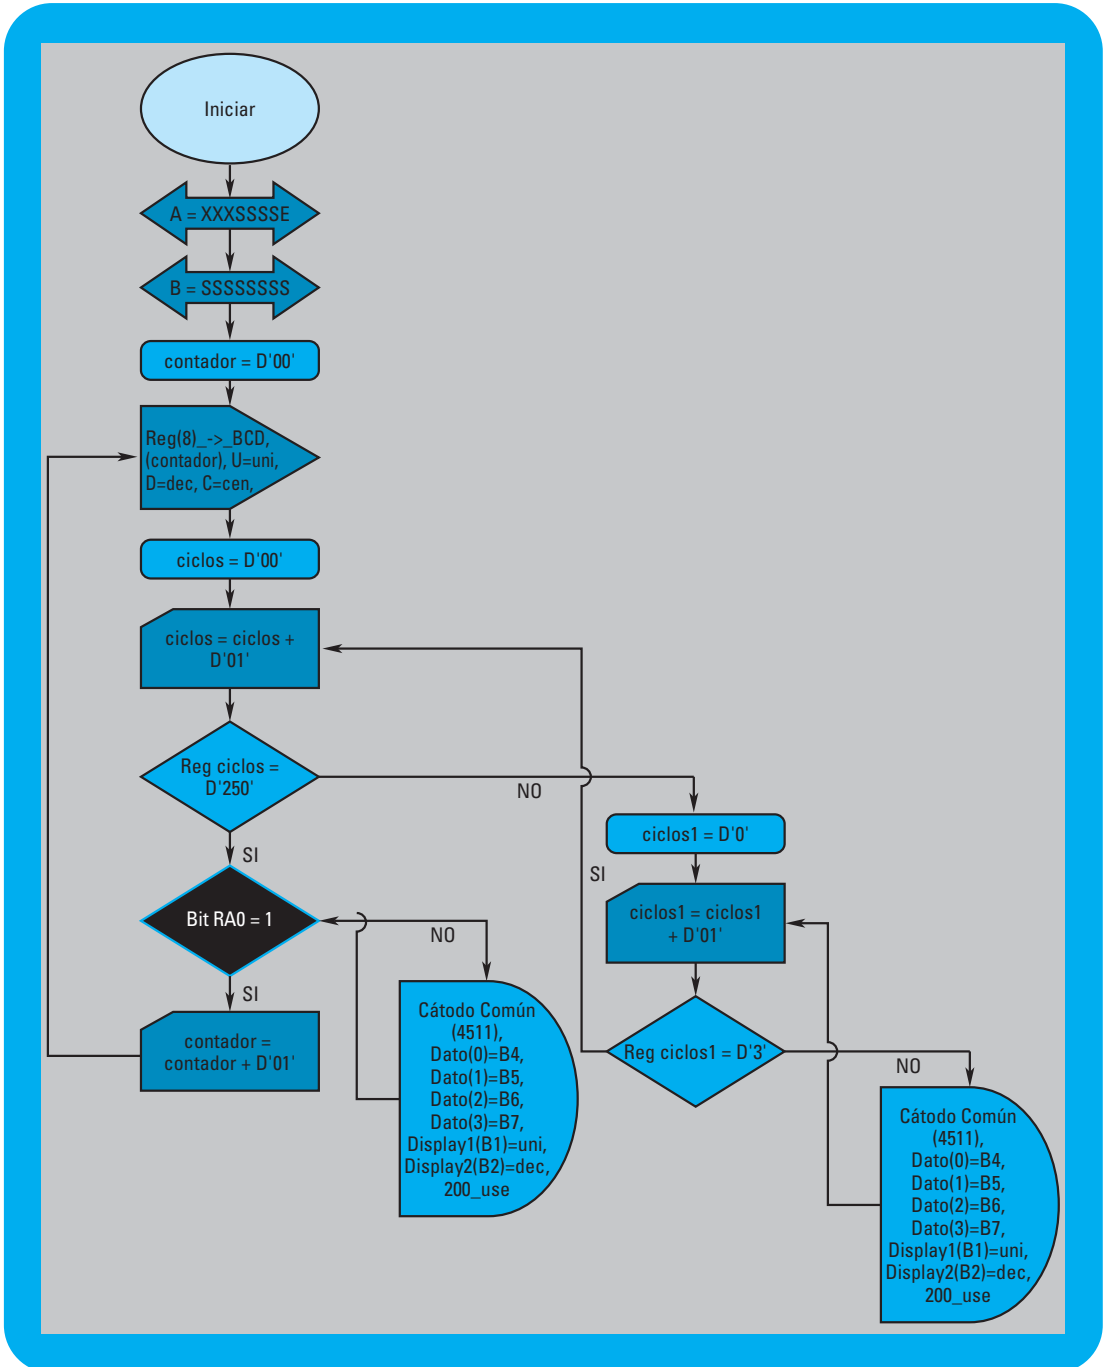 Iniciar
A = XXXSSSSE
B = SSSSSSSS
contador = D'00'
Reg(8)_->_BCD,
(contador), U=uni,
D=dec, C=cen,
ciclos = D'00'
ciclos = ciclos +
D'01'
Reg ciclos =
D'250'
NO
SI
Bit RA0 = 1
NO
SI
contador =
contador + D'01'
Cátodo Común
(4511),
Dato(0)=B4,
Dato(1)=B5,
Dato(2)=B6,
Dato(3)=B7,
Display1(B1)=uni,
Display2(B2)=dec,
200_use
ciclos1 = D'0'
SI
ciclos1 = ciclos1
+ D'01'
Reg ciclos1 = D'3'
NO
Cátodo Común
(4511),
Dato(0)=B4,
Dato(1)=B5,
Dato(2)=B6,
Dato(3)=B7,
Display1(B1)=uni,
Display2(B2)=dec,
200_use